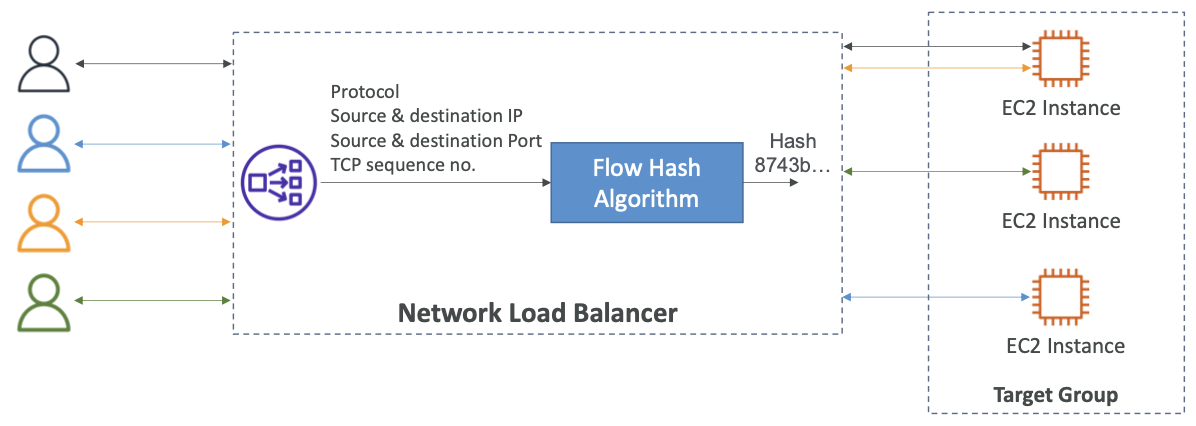 Protocol
Source & destination IP
Source & destination Port
TCP sequence no.
Flow Hash
Algorithm
Hash
8743b...
Network Load Balancer
EC2 Instance
EC2 Instance
EC2 Instance
Target Group